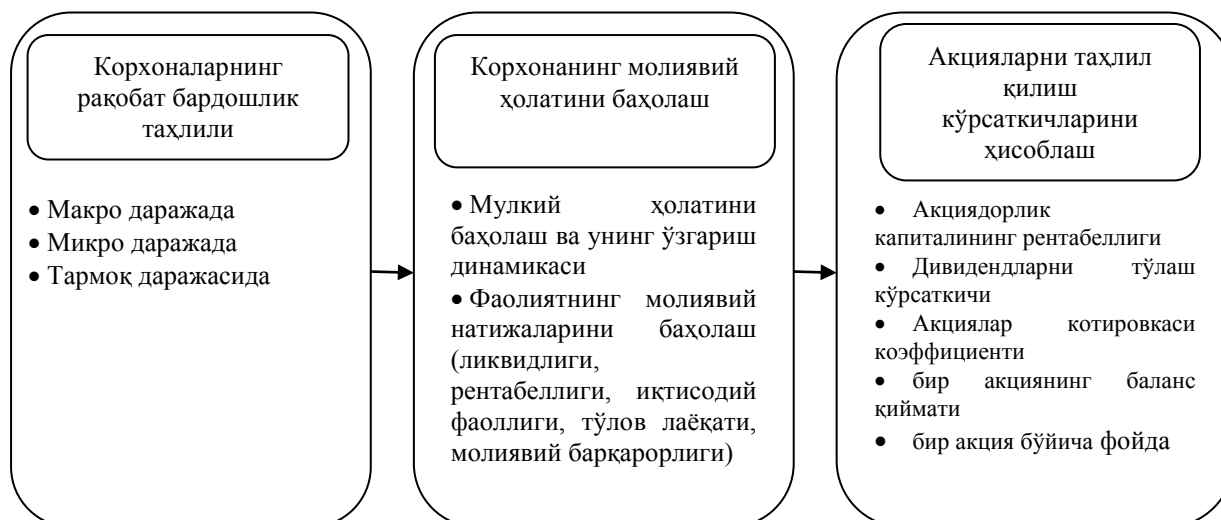 Корхоналарнинг
рақобат бардошлик
таҳлили
• Макро даражада
• Микро даражада
• Тармоқ даражасида
Корхонанинг молиявий
ҳолатини баҳолаш
• Мулкий ҳолатини
баҳолаш ва унинг ўзгариш
динамикаси
• Фаолиятнинг молиявий
натижаларини баҳолаш
(ликвидлиги,
рентабеллиги, иқтисодий
фаоллиги, тўлов лаёқати,
молиявий барқарорлиги)
Акцияларни таҳлил
қилиш
кўрсаткичларини
ҳисоблаш
• Акциядорлик
капиталининг рентабеллиги
• Дивидендларни тўлаш
кўрсаткичи
• Акциялар котировкаси
коэффициенти
• бир акциянинг баланс
қиймати
• бир акция бўйича фойда